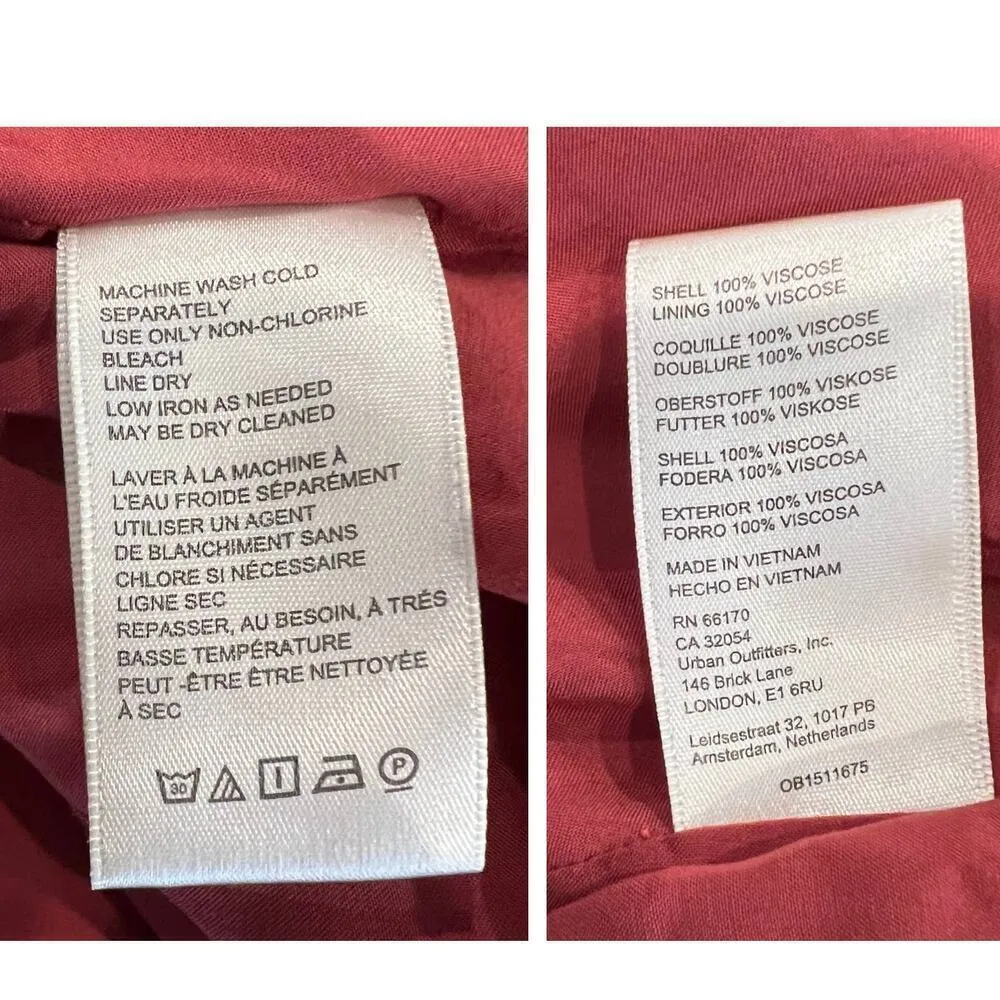 MACHINE WASH COLD
SEPARATELY
USE ONLY NON-CHLORINE
BLEACH
LINE DRY
LOW IRON AS NEEDED
MAY BE DRY CLEANED
LAVER À LA MACHINE À
L'EAU FROIDE SÉPARÉMENT
UTILISER UN AGENT
DE BLANCHIMENT SANS
CHLORE SI NÉCESSAIRE
LIGNE SEC
REPASSER, AU BESOIN, À TRÉS
BASSE TEMPÉRATURE
PEUT -ÊTRE ÊTRE NETTOYÉE
À SEC
30
P
SHELL 100% VISCOSE
LINING 100% VISCOSE
COQUILLE 100% VISCOSE
DOUBLURE 100% VISCOSE
OBERSTOFF 100% VISKOSE
FUTTER 100% VISKOSE
SHELL 100% VISCOSA
FODERA 100% VISCOSA
EXTERIOR 100% VISCOSA
FORRO 100% VISCOSA
MADE IN VIETNAM
HECHO EN VIETNAM
RN 66170
CA 32054
Urban Outfitters, Inc.
146 Brick Lane
LONDON, E1 6RU
Leidsestraat 32, 1017 PB
Amsterdam, Netherlands
OB1511675